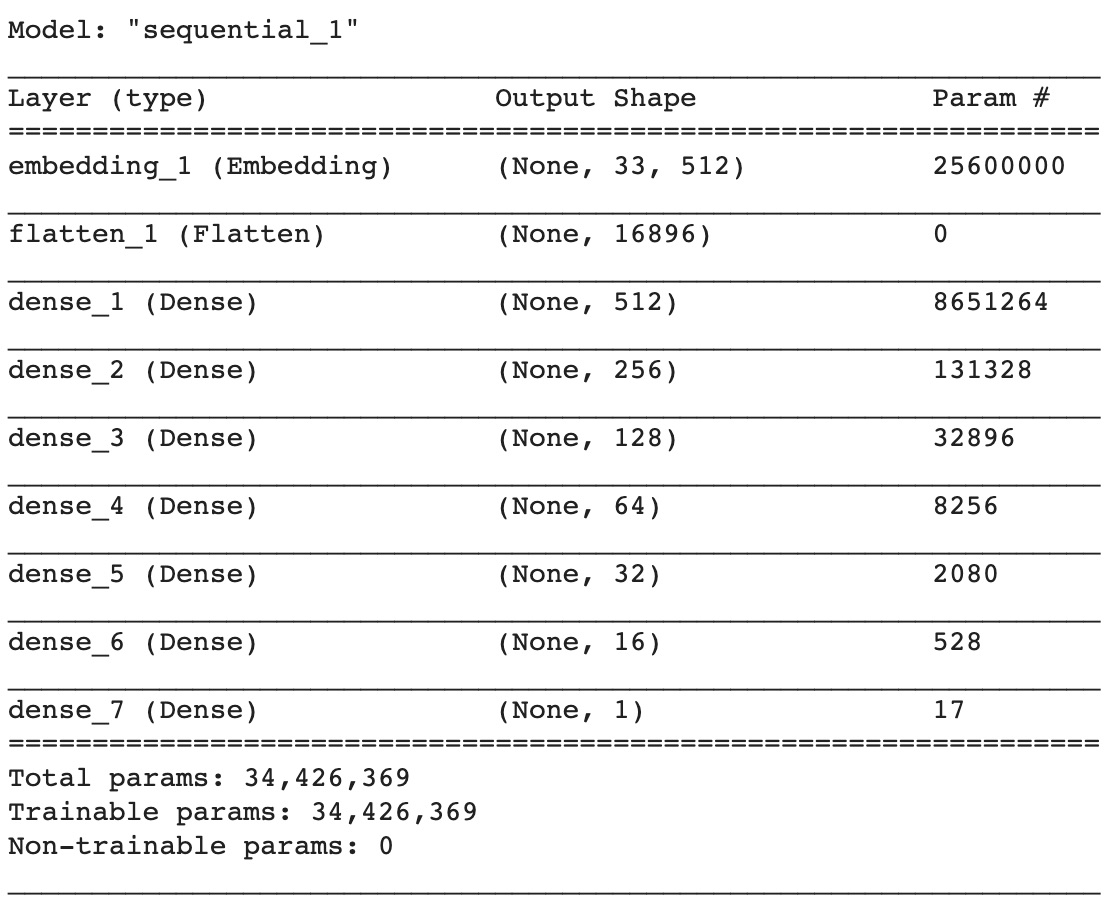 Model: "sequential_1"
Layer (type) Output Shape Param #
embedding_1 (Embedding) (None, 33, 512) 25600000
flatten_1 (Flatten) (None, 16896) 0
dense_1 (Dense) (None, 512) 8651264
dense_2 (Dense) (None, 256) 131328
dense_3 (Dense) (None, 128) 32896
dense_4 (Dense) (None, 64) 8256
dense_5 (Dense) (None, 32) 2080
dense_6 (Dense) (None, 16) 528
dense_7 (Dense) (None, 1) 17
Total params: 34,426,369
Trainable params: 34,426,369
Non-trainable params: 0